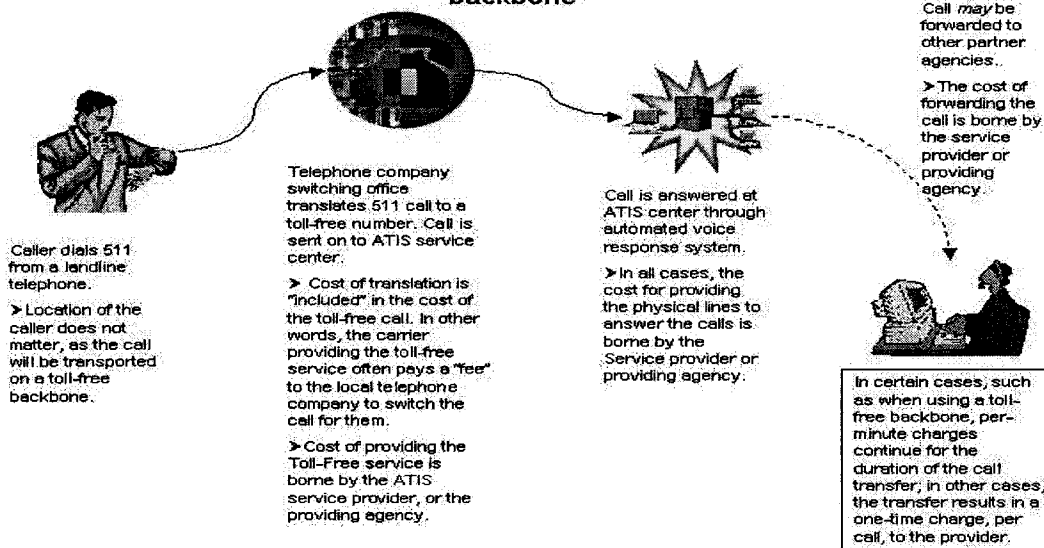 backbone
Caller dials 511
from a landline
telephone.
➤ Location of the
caller does not
matter, as the call
will be transported
on a toll-free
backbone.
Telephone company
switching office
translates 511 call to a
toll-free number. Call is
sent on to ATIS service
center.
➤ Cost of translation is
"included" in the cost of
the toll-free call. In other
words, the carrier
providing the toll-free
service often pays a "fee"
to the local telephone
company to switch the
call for them.
➤ Cost of providing the
Toll-Free service is
borne by the ATIS
service provider, or the
providing agency.
Call is answered at
ATIS center through
automated voice
response system.
➤ In all cases, the
cost for providing
the physical lines to
answer the calls is
borne by the
Service provider or
providing agency.
Call may be
forwarded to
other partner
agencies..
➤ The cost of
forwarding the
call is borne by
the service
provider or
providing
agency.
In certain cases, such
as when using a toll-
free backbone, per-
minute charges
continue for the
duration of the call
transfer; in other cases,
the transfer results in a
one-time charge, per
call, to the provider.